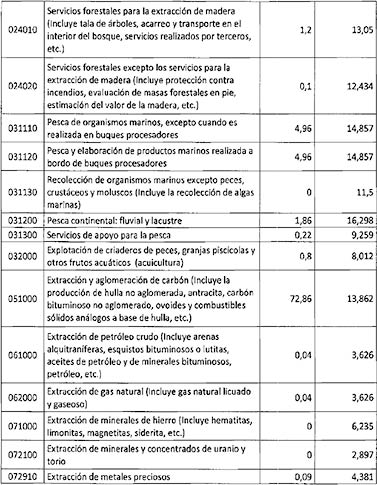 Servicios forestales para la extracción de madera
024010 (Incluye tala de árboles, acarreo y transporte en el 1,2 13,05
interior del bosque, servicios realizados por terceros,
etc.)
Servicios forestales excepto los servicios para la
024020 extracción de madera (Incluye protección contra 0,1 12,434
incendios, evaluación de masas forestales en pie,
estimación del valor de la madera, etc.)
031110 Pesca de organismos marinos, excepto cuando es 4,96 14,857
realizada en buques procesadores
031120 Pesca y elaboración de productos marinos realizada a 4,96 14,857
bordo de buques procesadores
Recolección de organismos marinos excepto peces,
031130 crustáceos y moluscos (Incluye la recolección de algas 0 11,5
marinas)
031200 Pesca continental: fluvial y lacustre 1,86 16,298
031300 Servicios de apoyo para la pesca 0,22 9,259
032000 Explotación de criaderos de peces, granjas piscícolas y 0,8 8,012
otros frutos acuáticos (acuicultura)
Extracción y aglomeración de carbón (Incluye la
producción de hulla no aglomerada, antracita, carbón
051000 bituminoso no aglomerado, ovoides y combustibles 72,86 13,862
sólidos análogos a base de hulla, etc.)
Extracción de petróleo crudo (Incluye arenas
061000 alquitraníferas, esquistos bituminosos o lutitas, 0,04 3,626
aceites de petróleo y de minerales bituminosos,
petróleo, etc.)
062000 Extracción de gas natural (Incluye gas natural licuado 0,04 3,626
y gaseoso)
071000 Extracción de minerales de hierro (Incluye hematitas, 0 6,235
limonitas, magnetitas, siderita, etc.)
072100 Extracción de minerales y concentrados de uranio y 0 2,897
torio
072910 Extracción de metales preciosos 0,09 4,381